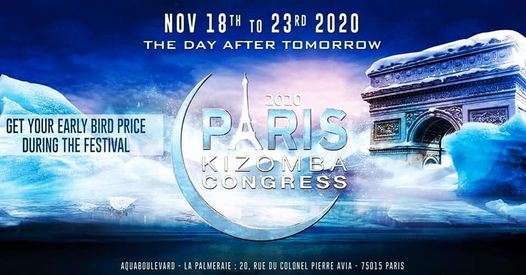 NOV 18TH TO 23RD 2020
THE DAY AFTER TOMORROW
GET YOUR EARLY BIRD PRICE
DURING THE FESTIVAL
2020
PARIS
KIZOMBA
CONGRESS
AQUABOULEVARD - LA PALMERAIE : 20, RUE DU COLONEL PIERRE AVIA - 75015 PARIS